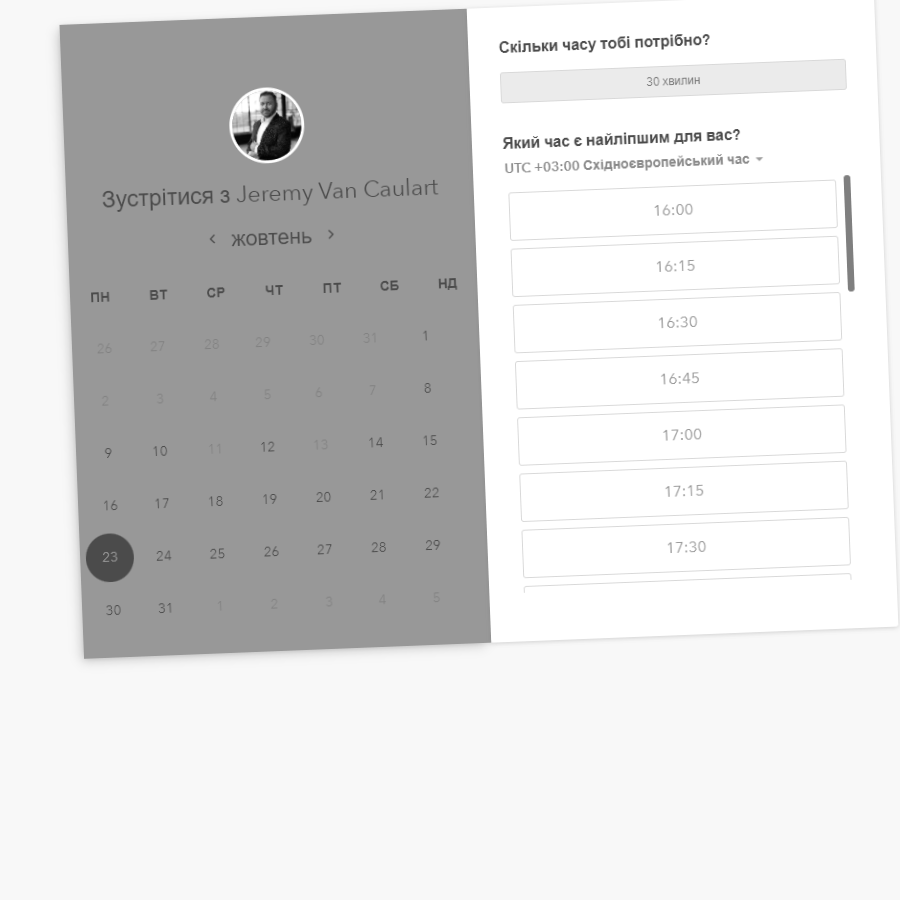 Зустрітися з Jeremy Van Caulart
жовтень
ПН ВТ СР ЧТ ПТ СБ НД
26 27 28 29 30 31 1
2 3 4 5 6 7 8
9 10 11 12 13 14 15
16 17 18 19 20 21 22
23 24 25 26 27 28 29
30 31 1 2 3 4 5
Скільки часу тобі потрібно?
30 хвилин
Який час є найліпшим для вас?
UTC +03:00 Східноєвропейський час
16:00
16:15
16:30
16:45
17:00
17:15
17:30